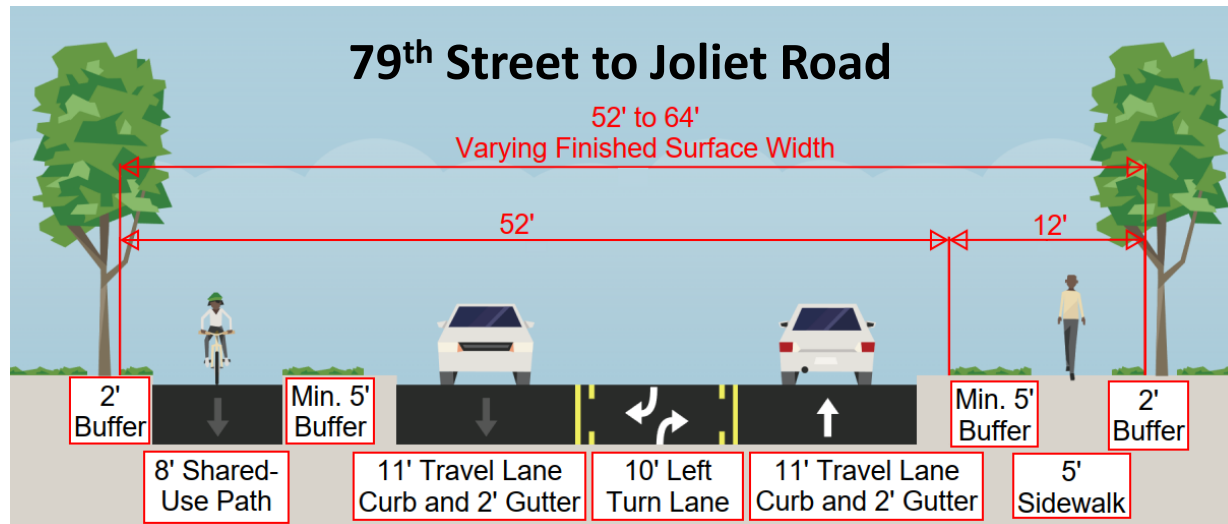 79th Street to Joliet Road
52' to 64'
Varying Finished Surface Width
52'
12'
2'
Buffer
Min. 5'
Buffer
Min. 5'
Buffer
2'
Buffer
8' Shared-
Use Path
11' Travel Lane
Curb and 2' Gutter
10' Left
Turn Lane
11' Travel Lane
Curb and 2' Gutter
5'
Sidewalk